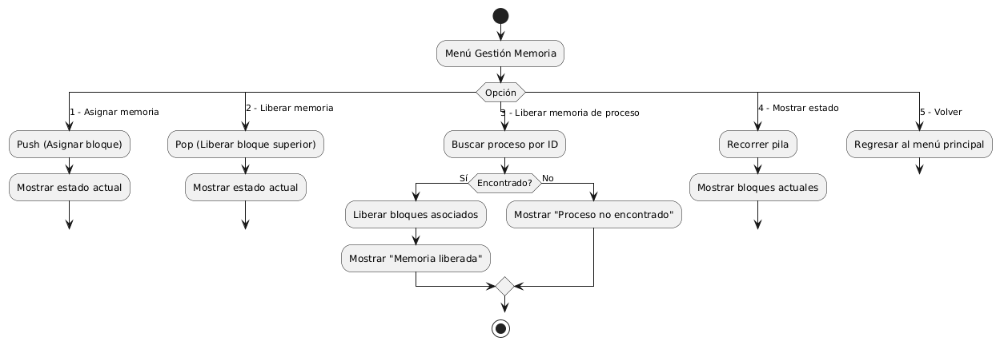 Menú Gestión Memoria
Opción
1 - Asignar memoria
2 - Liberar memoria
3 - Liberar memoria de proceso
4 - Mostrar estado
5 - Volver
Push (Asignar bloque)
Pop (Liberar bloque superior)
Buscar proceso por ID
Recorrer pila
Regresar al menú principal
Mostrar estado actual
Mostrar estado actual
Sí
Encontrado?
No
Mostrar bloques actuales
Liberar bloques asociados
Mostrar "Proceso no encontrado"
Mostrar "Memoria liberada"